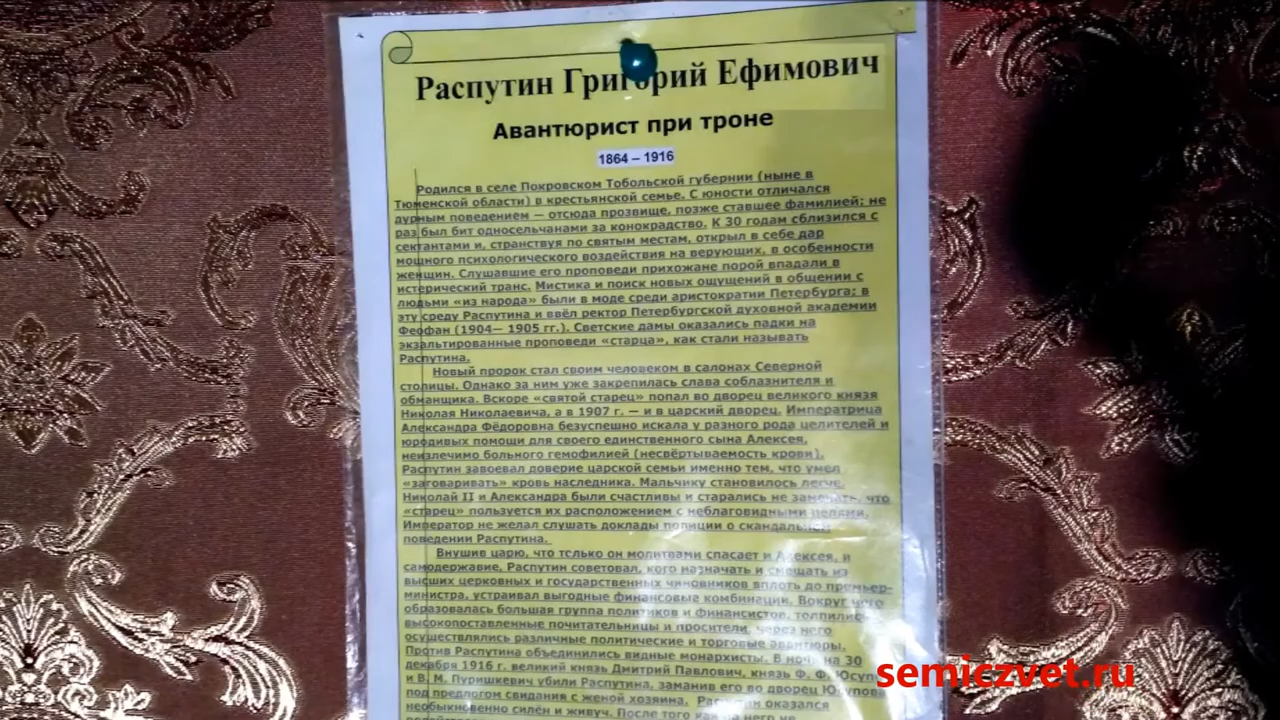 Распутин Григорий Ефимович
Авантюрист при троне
1864 – 1916
Родился в селе Покровском Тобольской губернии (ныне в
Тюменской области) в крестьянской семье. С юности отличался
дурным поведением — отсюда прозвище, позже ставшее фамилией; не
раз был бит односельчанами за конокрадство. К 30 годам сблизился с
сектантами и, странствуя по святым местам, открыл в себе дар
мощного психологического воздействия на верующих, в особенности
женщин. Слушавшие его проповеди прихожане порой впадали в
истерический транс. Мистика и поиск новых ощущений в общении с
людьми «из народа» были в моде среди аристократии Петербурга; в
эту среду Распутина и ввёл ректор Петербургской духовной академии
Феофан (1904— 1905 гг.). Светские дамы оказались падки на
экзальтированные проповеди «старца», как стали называть
Распутина.
Новый пророк стал своим человеком в салонах Северной
столицы. Однако за ним уже закрепилась слава соблазнителя и
обманщика. Вскоре «святой старец» попал во дворец великого князя
Николая Николаевича, а в 1907 г. — и в царский дворец. Императрица
Александра Фёдоровна безуспешно искала у разного рода целителей и
юродивых помощи для своего единственного сына Алексея,
неизлечимо больного гемофилией (несвёртываемость крови).
Распутин завоевал доверие царской семьи именно тем, что умел
«заговаривать» кровь наследника. Мальчику становилось легче.
Николай II и Александра были счастливы и старались не замечать, что
«старец» пользуется их расположением с неблаговидными целями.
Император не желал слушать доклады полиции о скандальном
поведении Распутина.
Внушив царю, что только он молитвами спасает и Алексея, и
самодержавие, Распутин советовал, кого назначать и смещать из
высших церковных и государственных чиновников вплоть до премьер-
министра, устраивал выгодные финансовые комбинации. Вокруг него
образовалась большая группа политиков и финансистов, толпились
высокопоставленные почитательницы и просители, через него
осуществлялись различные политические и торговые авантюры.
Против Распутина объединились видные монархисты. В ночь на 30
декабря 1916 г. великий князь Дмитрий Павлович, князь Ф. Ф. Юсупов
и В. М. Пуришкевич убили Распутина, заманив его во дворец Юсупова
под предлогом свидания с женой хозяина. Распутин оказался
необыкновенно силён и живуч. После того как на него не
semiczvet.ru